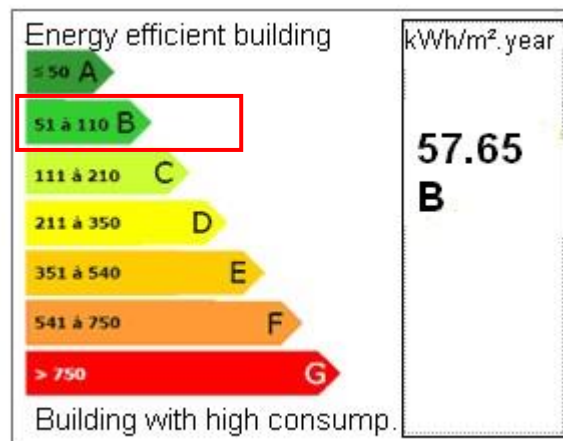 Energy efficient building
kWh/m².year
≤ 50 A
51 à 110 B
111 à 210 C
211 à 350 D
351 à 540 E
541 à 750 F
> 750 G
57.65
B
Building with high consump.